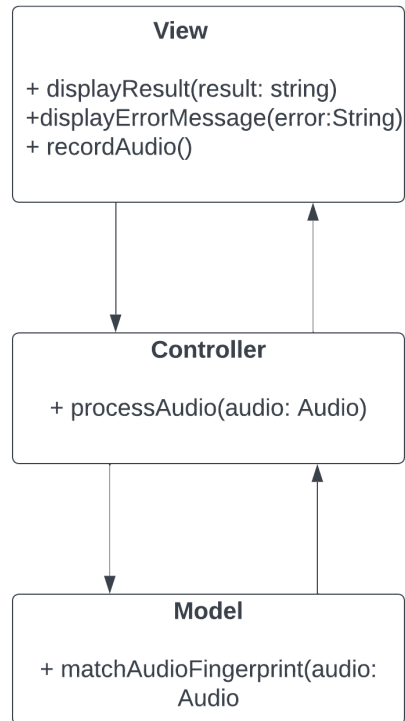 View
+ displayResult(result: string)
+displayErrorMessage(error:String)
+ recordAudio()
Controller
+ processAudio(audio: Audio)
Model
+ matchAudioFingerprint(audio:
Audio